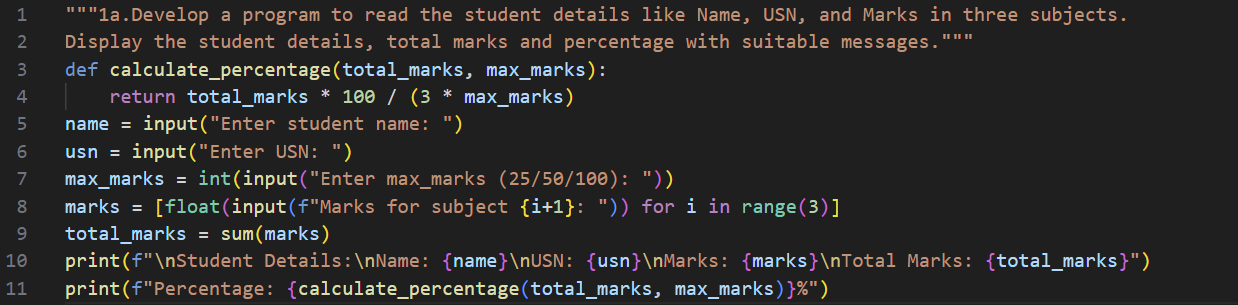 1 """1a.Develop a program to read the student details like Name, USN, and Marks in three subjects.
2 Display the student details, total marks and percentage with suitable messages."""
3 def calculate_percentage(total_marks, max_marks):
4     return total_marks * 100 / (3 * max_marks)
5 name = input("Enter student name: ")
6 usn = input("Enter USN: ")
7 max_marks = int(input("Enter max_marks (25/50/100): "))
8 marks = [float(input(f"Marks for subject {i+1}: ")) for i in range(3)]
9 total_marks = sum(marks)
10 print(f"\nStudent Details:\nName: {name}\nUSN: {usn}\nMarks: {marks}\nTotal Marks: {total_marks}")
11 print(f"Percentage: {calculate_percentage(total_marks, max_marks)}%")